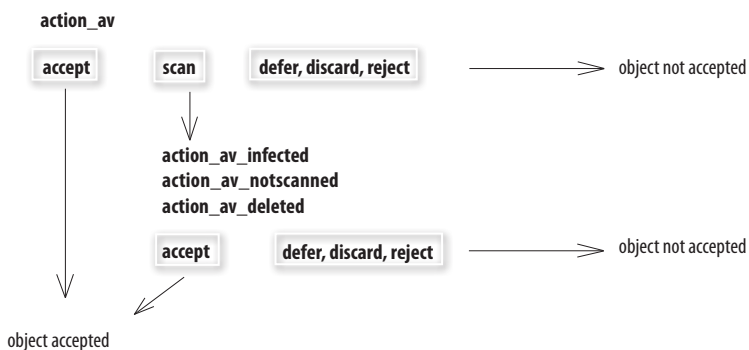 action_av
accept scan defer, discard, reject object not accepted
action_av_infected
action_av_notscanned
action_av_deleted
accept defer, discard, reject object not accepted
object accepted